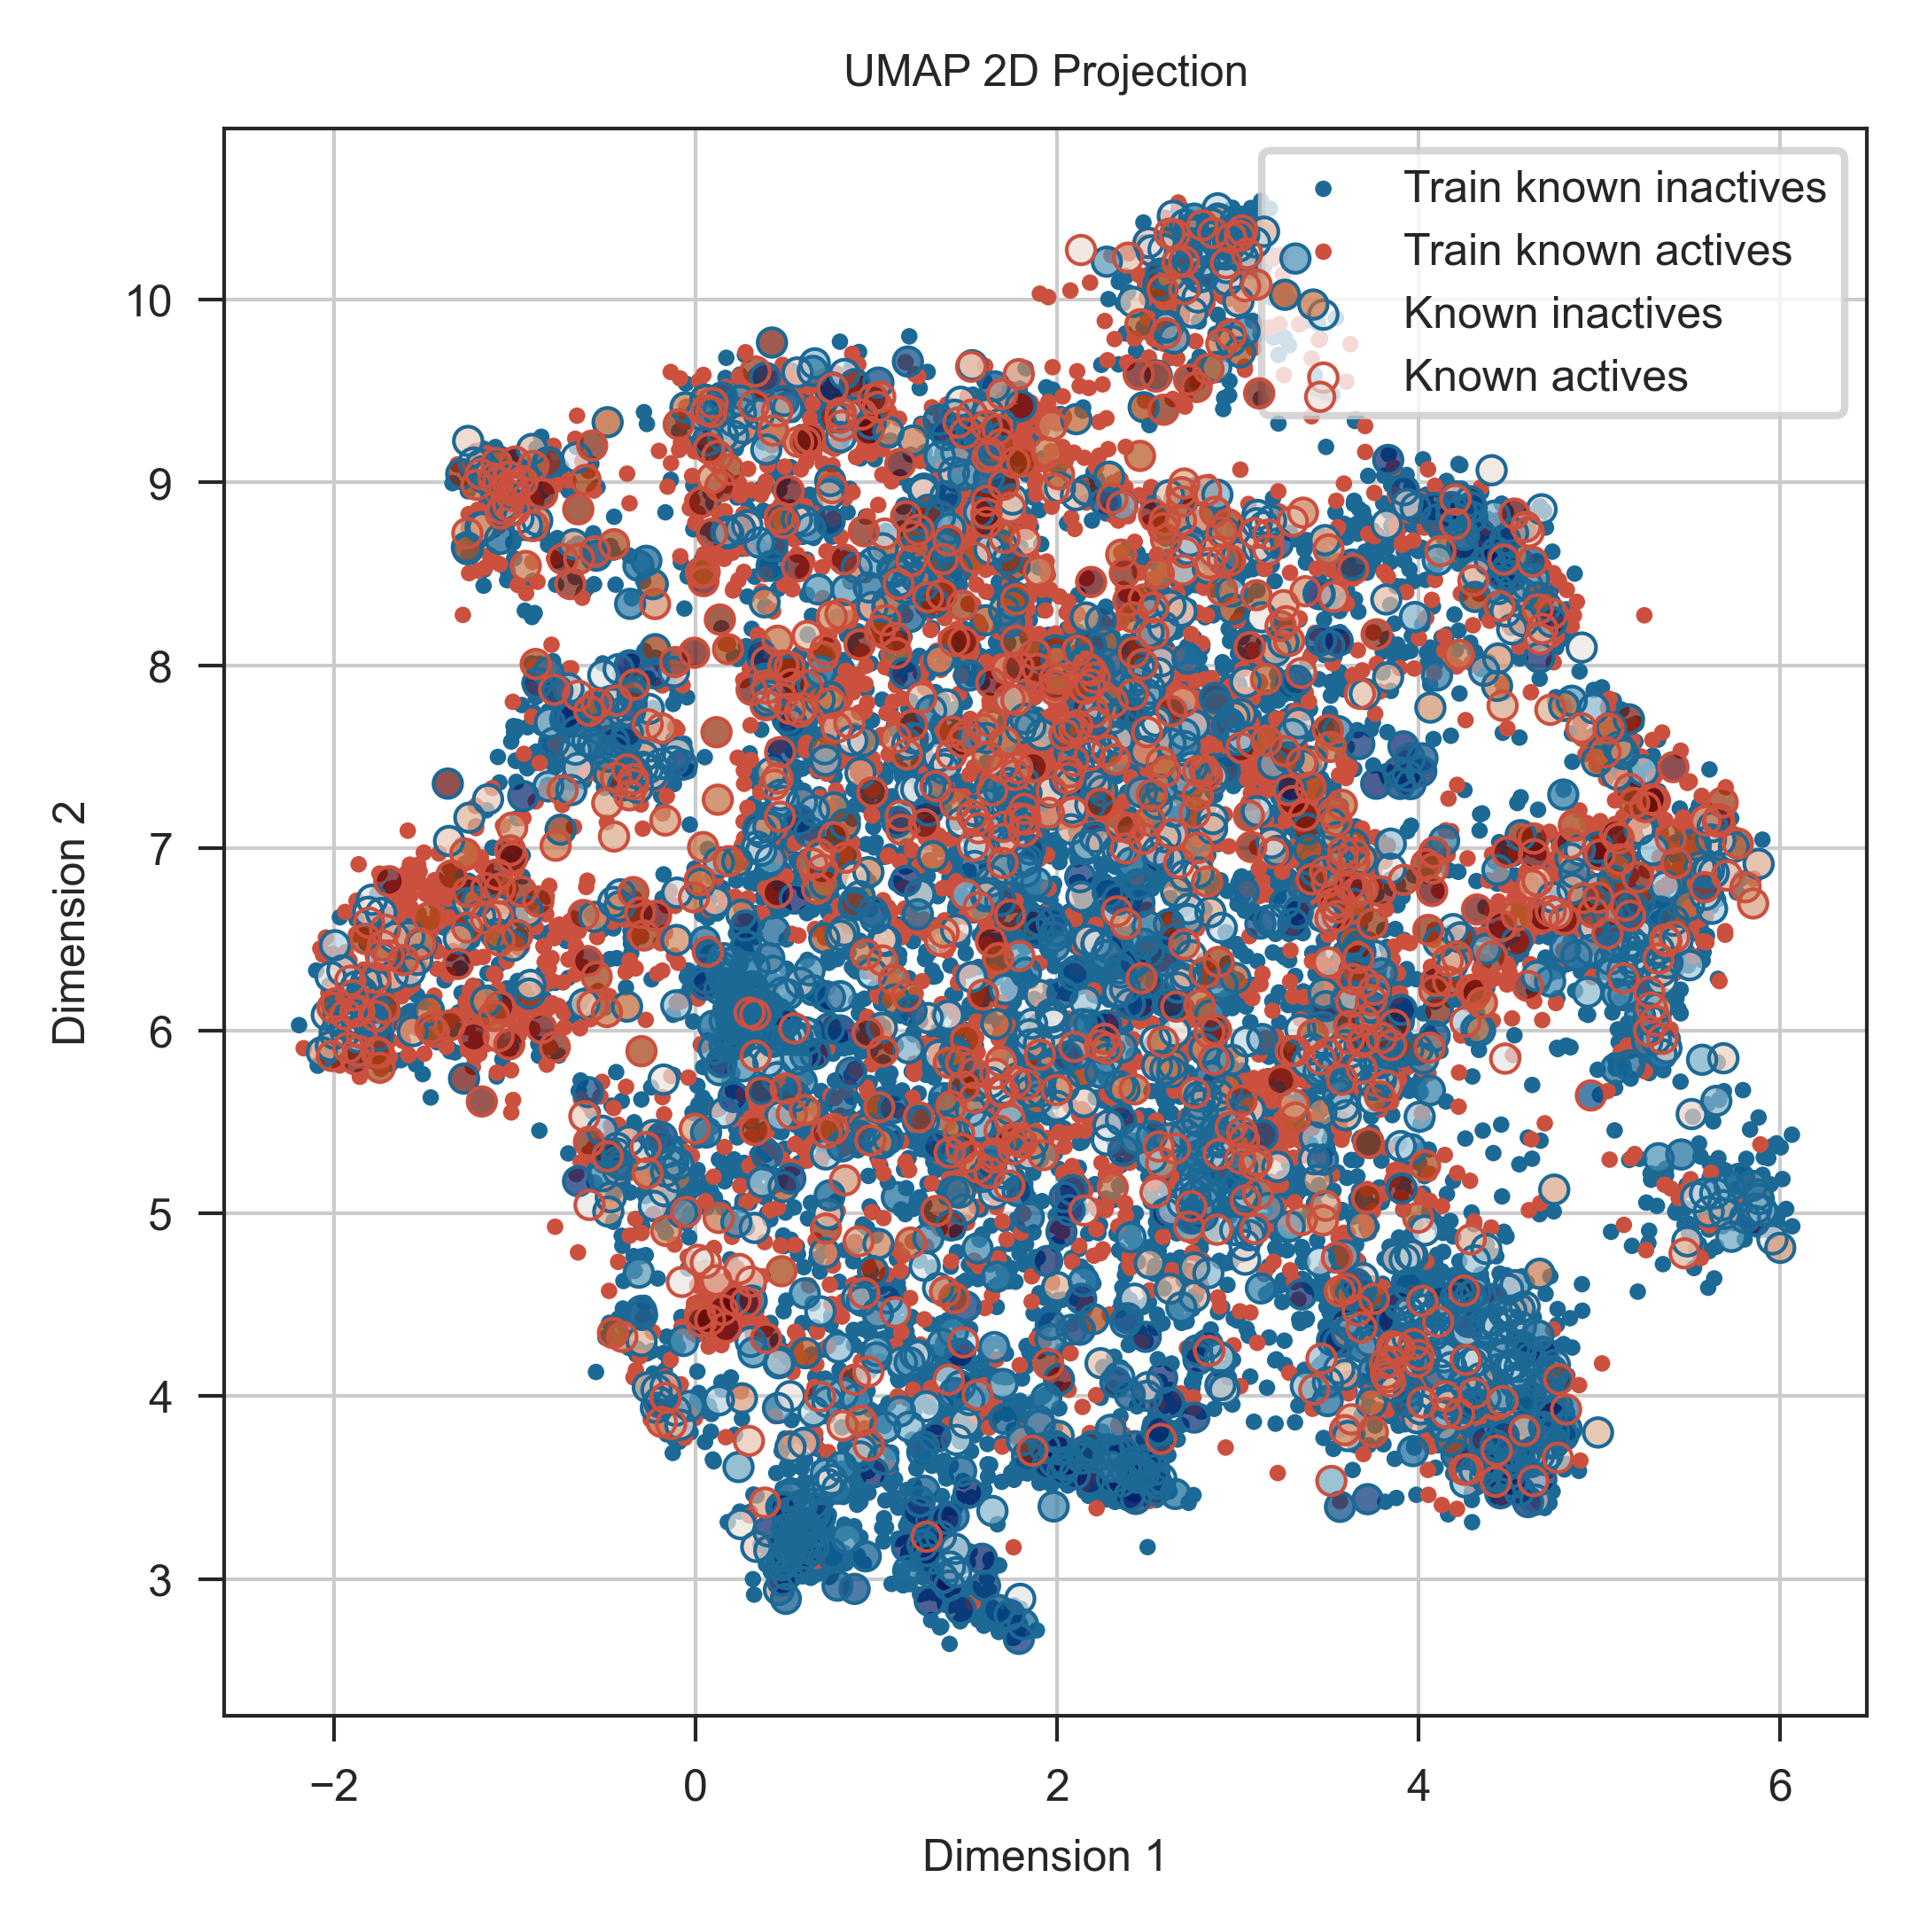 UMAP 2D Projection
Train known inactives
Train known actives
Known inactives
Known actives
10
9
8
7
6
5
4
3
Dimension 2
−2 0 2 4 6
Dimension 1